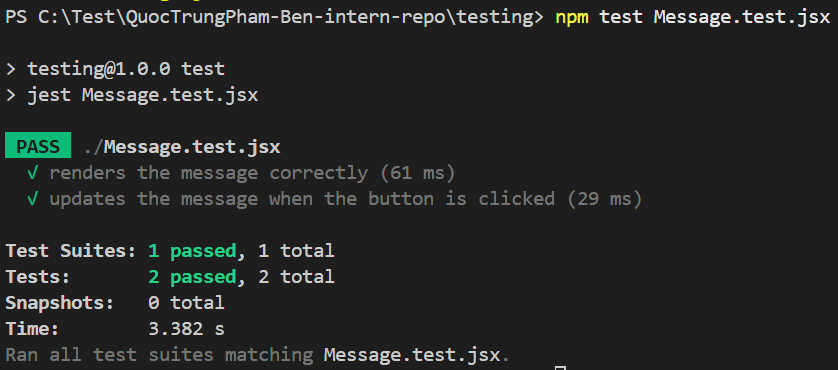 PS C:\Test\QuocTrungPham-Ben-intern-repo\testing> npm test Message.test.jsx
> testing@1.0.0 test
> jest Message.test.jsx
PASS ./Message.test.jsx
√ renders the message correctly (61 ms)
√ updates the message when the button is clicked (29 ms)
Test Suites: 1 passed, 1 total
Tests: 2 passed, 2 total
Snapshots: 0 total
Time: 3.382 s
Ran all test suites matching Message.test.jsx.